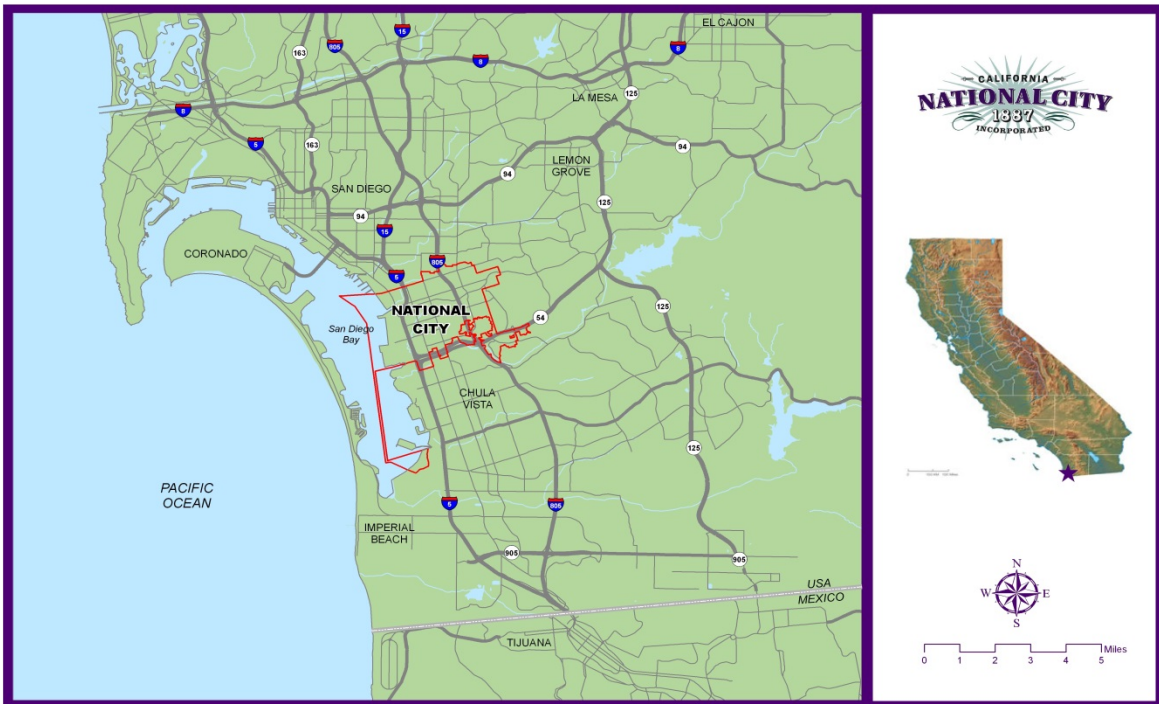 EL CAJON
15
805
163
8
8
LA MESA
125
8
5
163
94
LEMON
GROVE
94
SAN DIEGO
94
125
15
CORONADO
805
5
125
NATIONAL
CITY
54
San Diego
Bay
CHULA
VISTA
125
PACIFIC
OCEAN
5
805
IMPERIAL
BEACH
905
905
USA
MEXICO
TIJUANA
CALIFORNIA
NATIONAL CITY
1887
INCORPORATED
N
W E
S
Miles
0 1 2 3 4 5